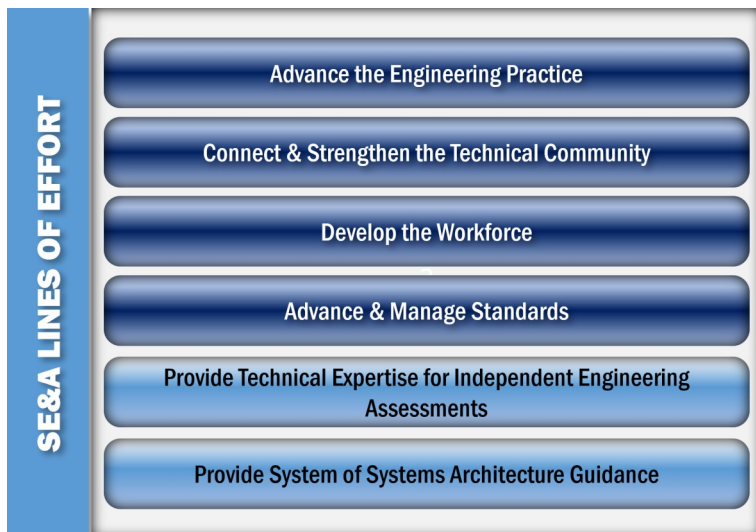 SE&A LINES OF EFFORT
Advance the Engineering Practice
Connect & Strengthen the Technical Community
Develop the Workforce
Advance & Manage Standards
Provide Technical Expertise for Independent Engineering
Assessments
Provide System of Systems Architecture Guidance